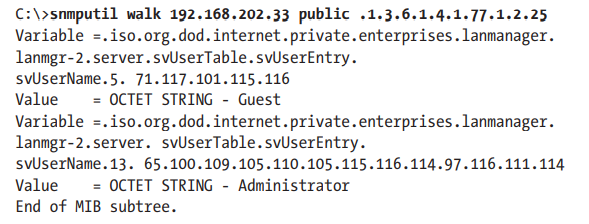 C:\>snmputil walk 192.168.202.33 public .1.3.6.1.4.1.77.1.2.25
Variable =.iso.org.dod.internet.private.enterprises.lanmanager.
lanmgr-2.server.svUserTable.svUserEntry.
svUserName.5. 71.117.101.115.116
Value    = OCTET STRING - Guest
Variable =.iso.org.dod.internet.private.enterprises.lanmanager.
lanmgr-2.server. svUserTable.svUserEntry.
svUserName.13. 65.100.109.105.110.105.115.116.114.97.116.111.114
Value    = OCTET STRING - Administrator
End of MIB subtree.